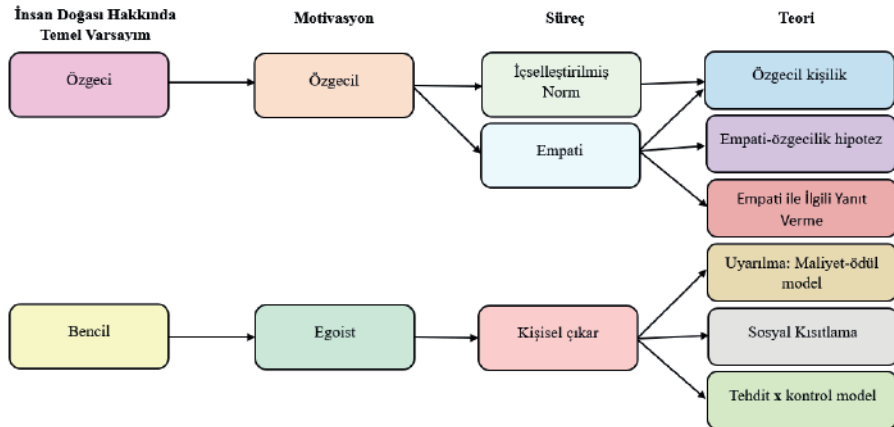 İnsan Doğası Hakkında
Temel Varsayım
Motivasyon
Süreç
Teori
Özgeci
Özgecil
İçselleştirilmiş
Norm
Özgecil kişilik
Empati
Empati-özgecilik hipotez
Empati ile İlgili Yanıt
Verme
Uyarılma: Maliyet-ödül
model
Bencil
Egoist
Kişisel çıkar
Sosyal Kısıtlama
Tehdit x kontrol model